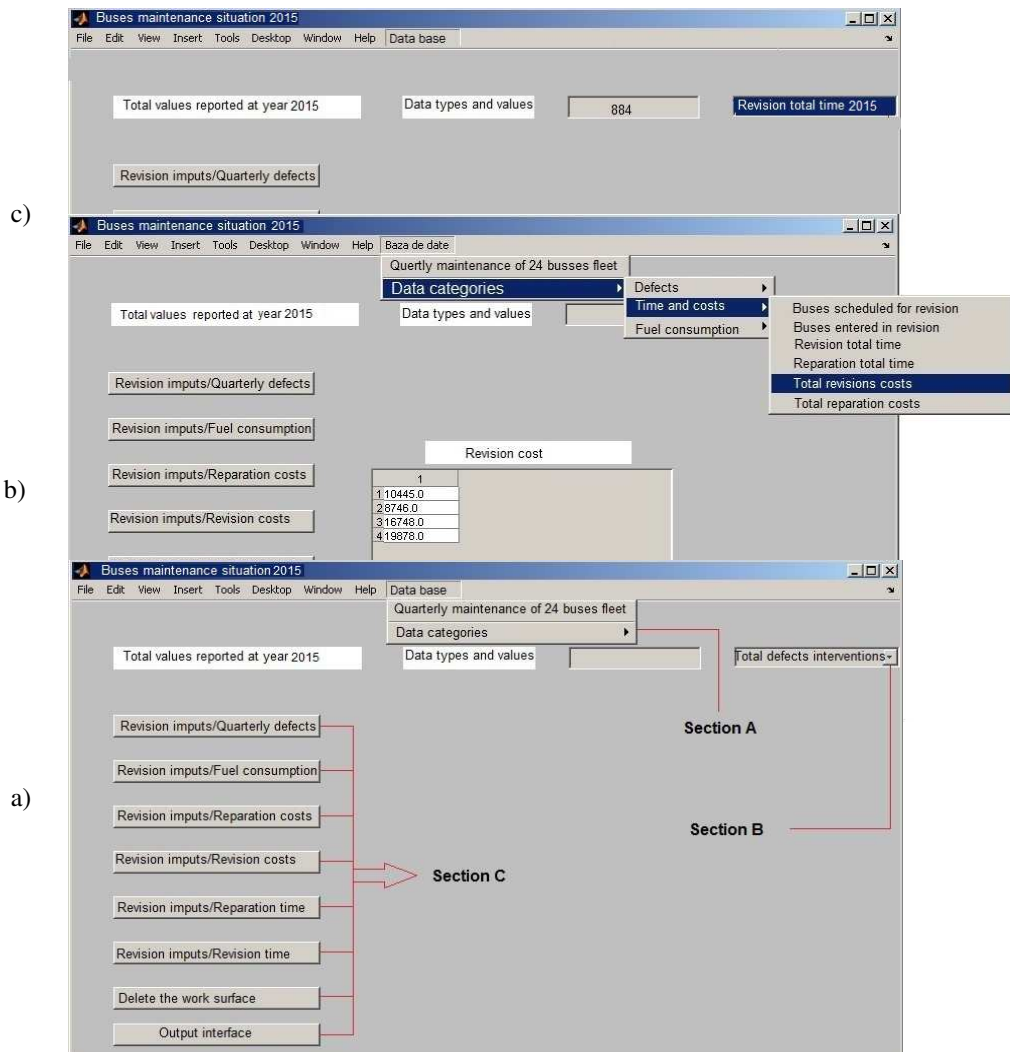 Buses maintenance situation 2015
File Edit View Insert Tools Desktop Window Help Data base
Total values reported at year 2015 Data types and values 884 Revision total time 2015
Revision imputs/Quarterly defects
c)
Buses maintenance situation 2015
File Edit View Insert Tools Desktop Window Help Baza de date
Quertly maintenance of 24 busses fleet
Data categories
Defects
Time and costs
Fuel consumption
Buses scheduled for revision
Buses entered in revision
Revision total time
Reparation total time
Total revisions costs
Total reparation costs
Total values reported at year 2015 Data types and values
Revision imputs/Quarterly defects
Revision imputs/Fuel consumption
Revision imputs/Reparation costs
Revision imputs/Revision costs
Revision cost
1
1 10445.0
2 8746.0
3 16748.0
4 19878.0
b)
Buses maintenance situation 2015
File Edit View Insert Tools Desktop Window Help Data base
Quarterly maintenance of 24 buses fleet
Data categories
Total values reported at year 2015 Data types and values Total defects interventions
Section A
Section B
Section C
Revision imputs/Quarterly defects
Revision imputs/Fuel consumption
Revision imputs/Reparation costs
Revision imputs/Revision costs
Revision imputs/Reparation time
Revision imputs/Revision time
Delete the work surface
Output interface
a)